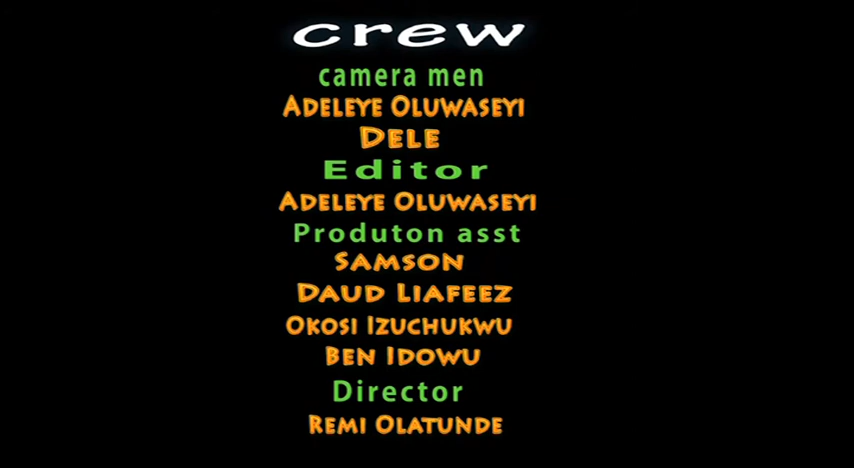 crew
camera men
ADELEYE OLUWASEYI
DELE
Editor
ADELEYE OLUWASEYI
Produton asst
SAMSON
DAUD LIAFEEZ
OKOSI IZUCHUKWU
BEN IDOWU
Director
REMI OLATUNDE